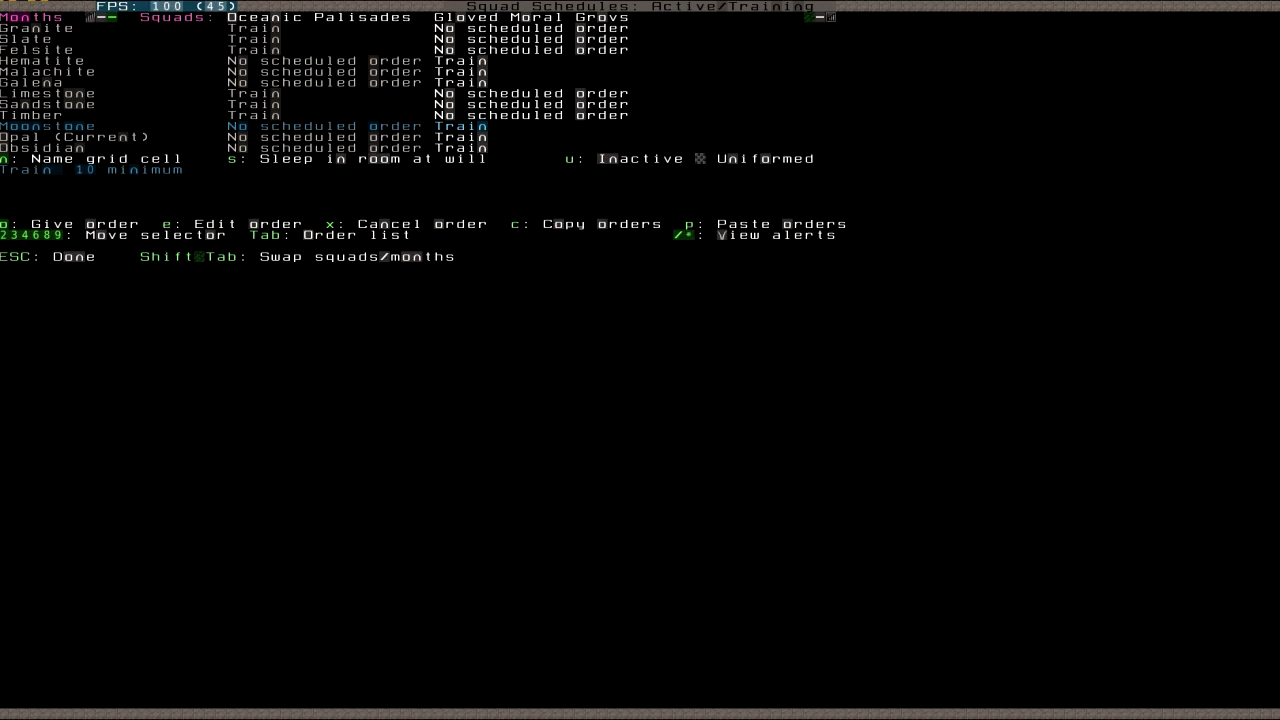 FPS: 100 (45) Squad Schedules: Active/Training
Months Squads: Oceanic Palisades Gloved Moral Grovs
Granite Train No scheduled order
Slate Train No scheduled order
Felsite Train No scheduled order
Hematite No scheduled order Train
Malachite No scheduled order Train
Galena No scheduled order Train
Limestone Train No scheduled order
Sandstone Train No scheduled order
Timber Train No scheduled order
Moonstone No scheduled order Train
Opal (Current) No scheduled order Train
Obsidian No scheduled order Train
n: Name grid cell s: Sleep in room at will u: Inactive Uniformed
Train 10 minimum
o: Give order e: Edit order x: Cancel order c: Copy orders p: Paste orders
234689: Move selector Tab: Order list /*: View alerts
ESC: Done Shift Tab: Swap squads/months